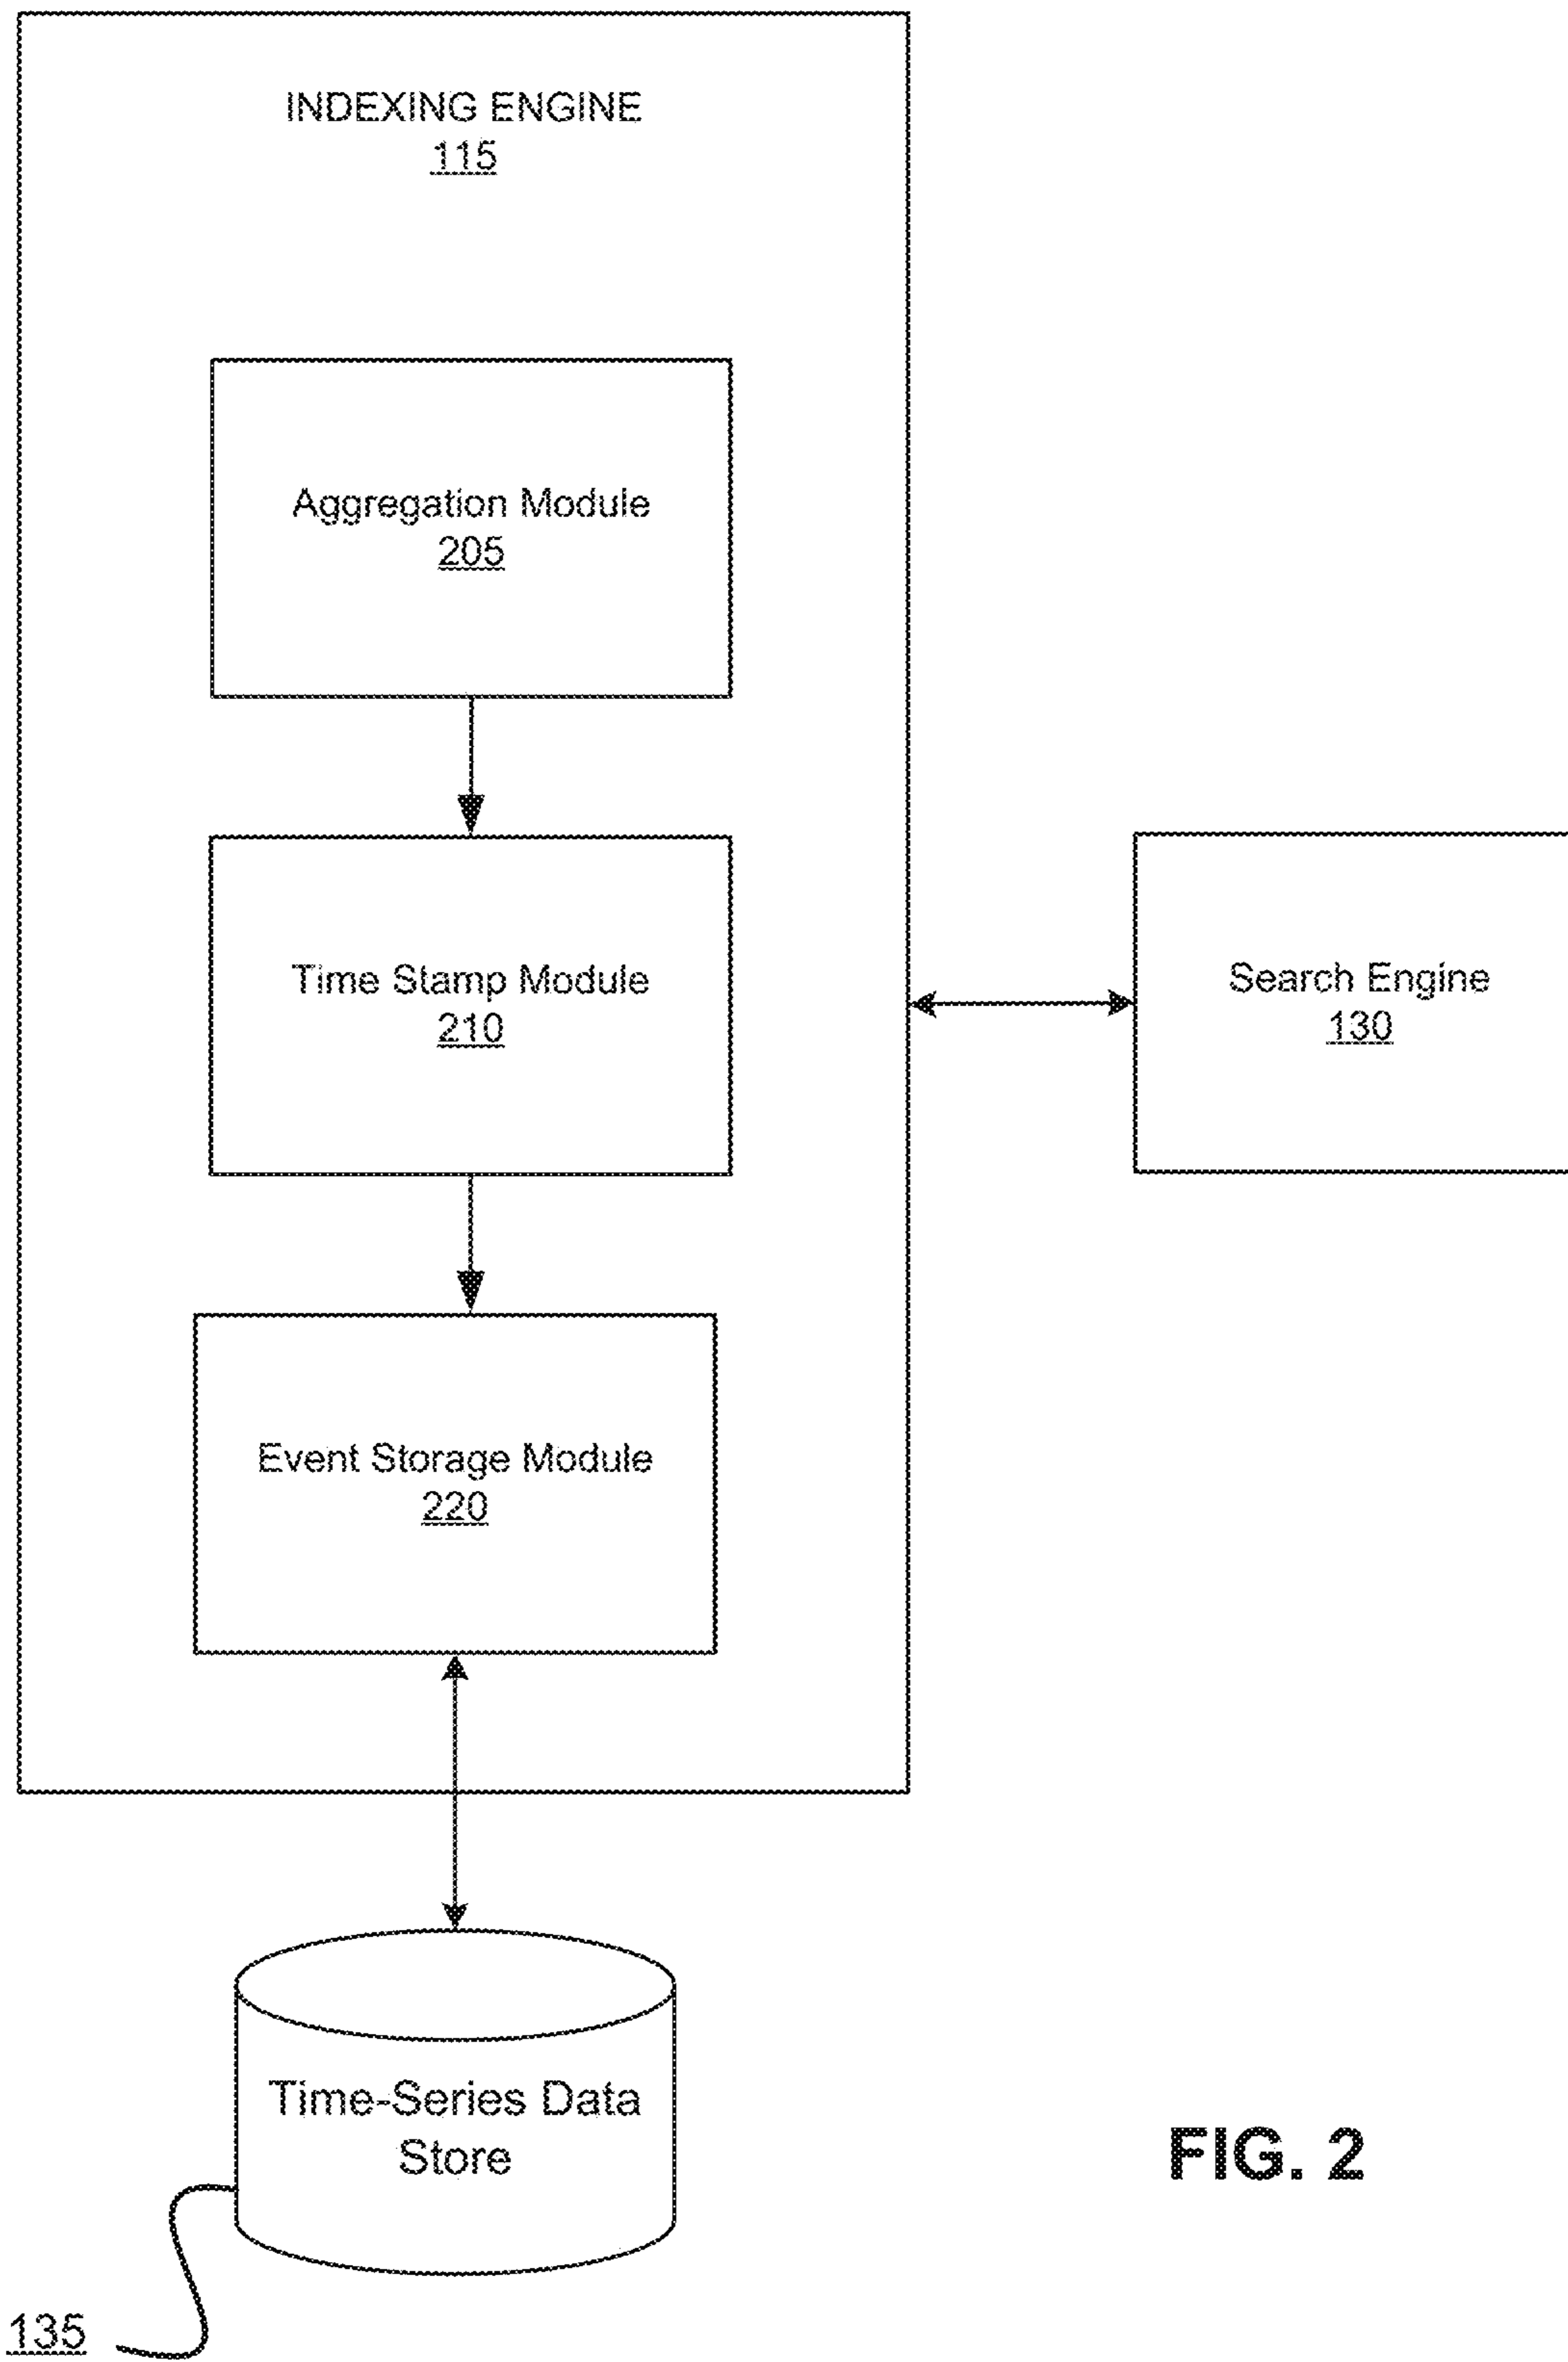 INDEXING ENGINE
115
Aggregation Module
205
Time Stamp Module
210
Search Engine
130
Event Storage Module
220
Time-Series Data
Store
FIG. 2
135